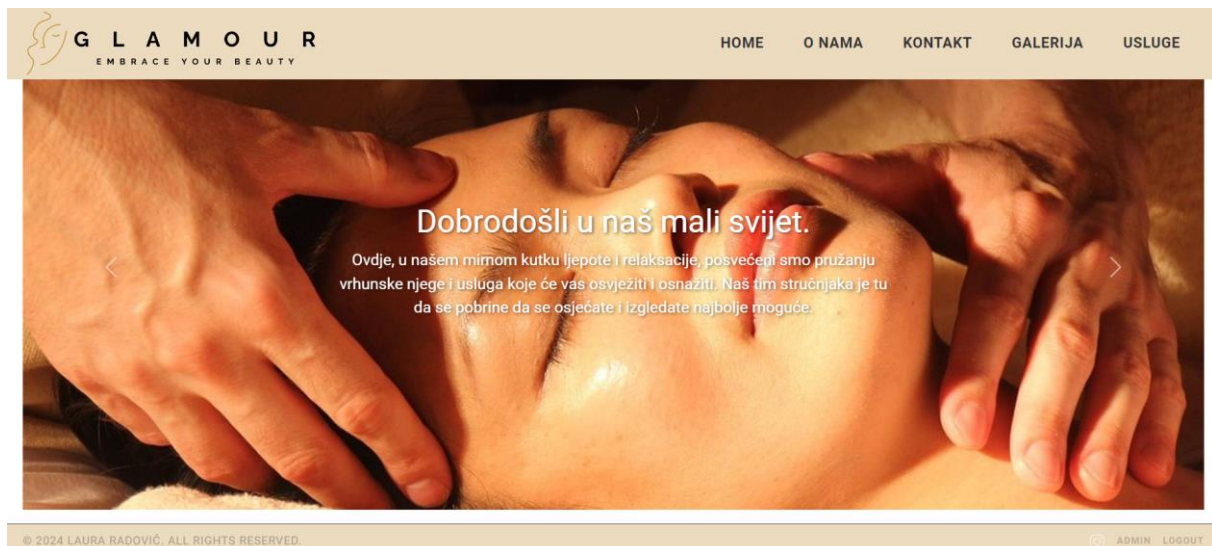 GLAMOUR
EMBRACE YOUR BEAUTY
HOME O NAMA KONTAKT GALERIJA USLUGE
Dobrodošli u naš mali svijet.
Ovdje, u našem mirnom kutku ljepote i relaksacije, posvećeni smo pružanju
vrhunske njege i usluga koje će vas osvježiti i osnažiti. Naš tim stručnjaka je tu
da se pobrine da se osjećate i izgledate najbolje moguće.
© 2024 LAURA RADOVIĆ. ALL RIGHTS RESERVED.
ADMIN LOGOUT